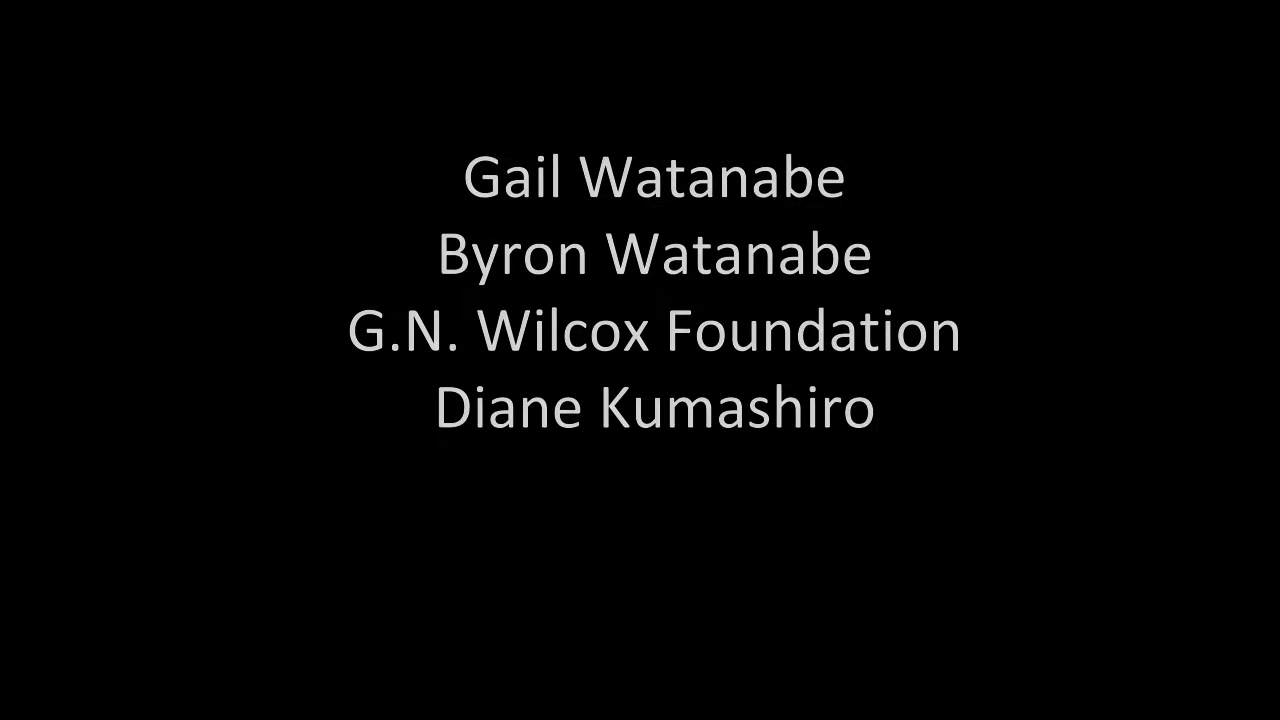 Gail Watanabe
Byron Watanabe
G.N. Wilcox Foundation
Diane Kumashiro